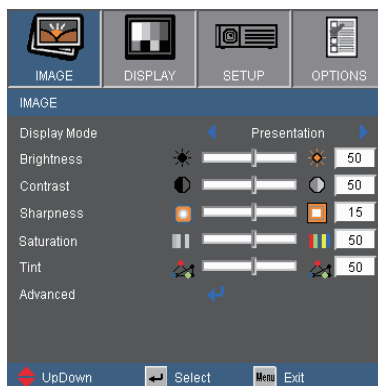 IMAGE DISPLAY SETUP OPTIONS
IMAGE
Display Mode Presentation
Brightness 50
Contrast 50
Sharpness 15
Saturation 50
Tint 50
Advanced
UpDown Select Menu Exit